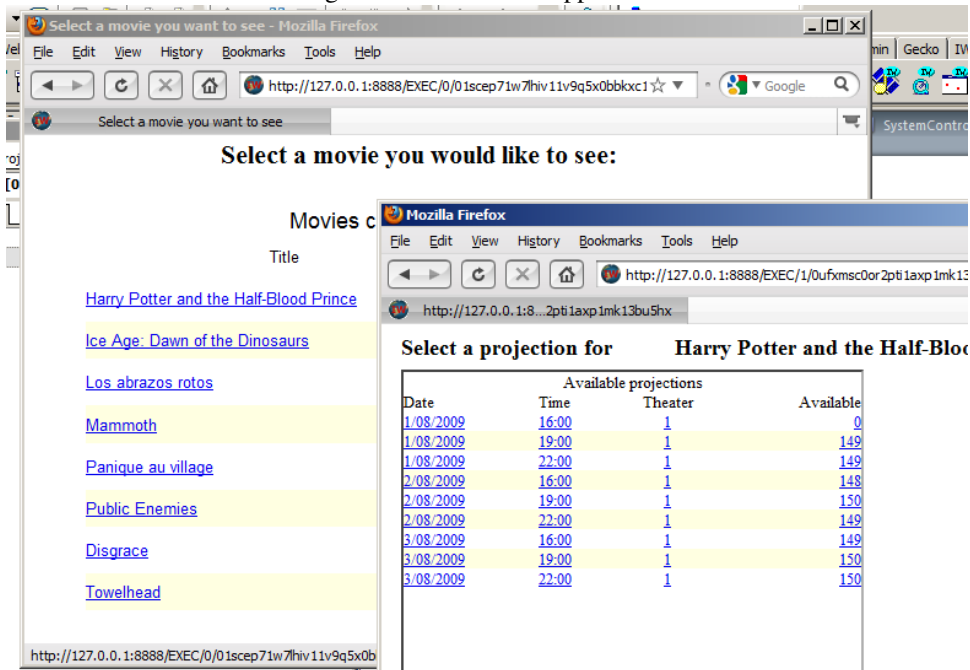 Select a movie you want to see - Mozilla Firefox
File Edit View History Bookmarks Tools Help
http://127.0.0.1:8888/EXEC/0/01scep71w7lhiv11v9q5x0bbkxc1
Google
Gecko
Select a movie you want to see
SystemContro
Select a movie you would like to see:
Movies c
Title
Harry Potter and the Half-Blood Prince
Ice Age: Dawn of the Dinosaurs
Los abrazos rotos
Mammoth
Panique au village
Public Enemies
Disgrace
Towelhead
http://127.0.0.1:8888/EXEC/0/01scep71w7lhiv11v9q5x0b
Mozilla Firefox
File Edit View History Bookmarks Tools Help
http://127.0.0.1:8888/EXEC/1/0ufxmsc0or2pti1axp1mk13
http://127.0.0.1:8...2pti1axp1mk13bu5hx
Select a projection for Harry Potter and the Half-Bloo
Available projections
Date Time Theater Available
1/08/2009 16:00 1 0
1/08/2009 19:00 1 149
1/08/2009 22:00 1 149
2/08/2009 16:00 1 148
2/08/2009 19:00 1 150
2/08/2009 22:00 1 149
3/08/2009 16:00 1 149
3/08/2009 19:00 1 150
3/08/2009 22:00 1 150